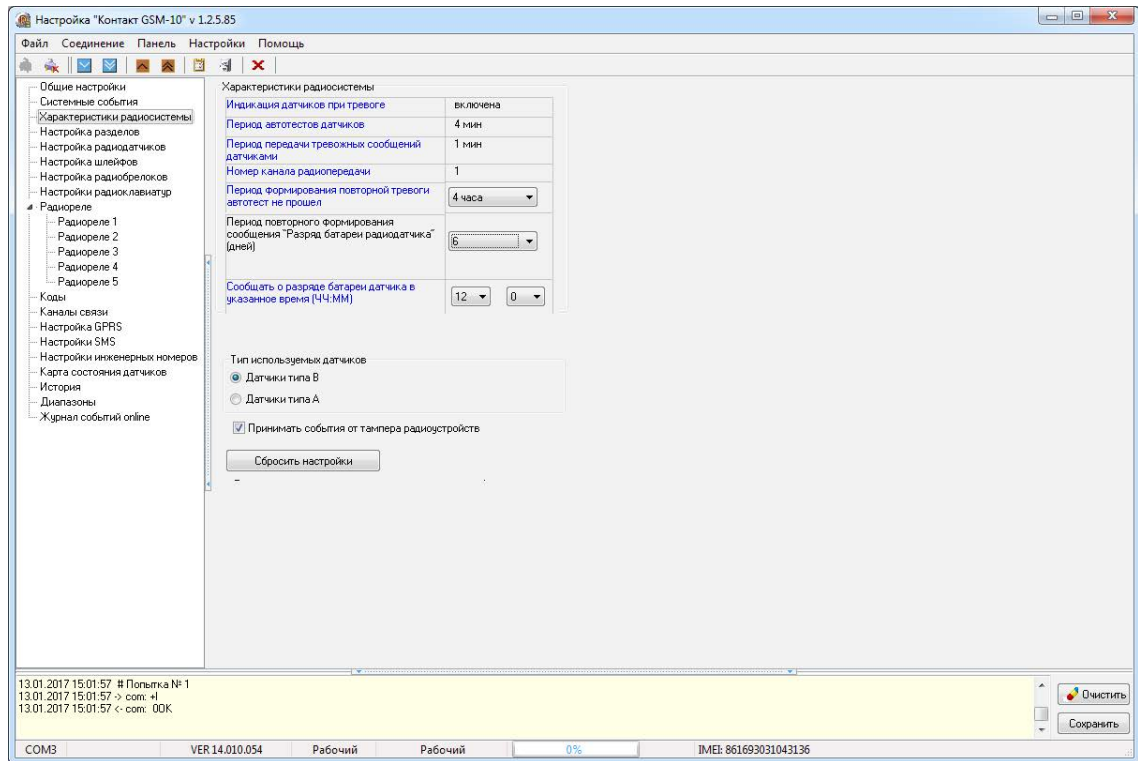 Настройка "Контакт GSM-10" v 1.2.5.85
Файл Соединение Панель Настройки Помощь
Общие настройки
Системные события
Характеристики радиосистемы
Настройка разделов
Настройка радиодатчиков
Настройка шлейфов
Настройка радиобрелоков
Настройки радиоклавиатур
Радиореле
Радиореле 1
Радиореле 2
Радиореле 3
Радиореле 4
Радиореле 5
Коды
Каналы связи
Настройка GPRS
Настройки SMS
Настройки инженерных номеров
Карта состояния датчиков
История
Диапазоны
Журнал событий online
Характеристики радиосистемы
Индикация датчиков при тревоге включена
Период автотестов датчиков 4 мин
Период передачи тревожных сообщений 1 мин
датчиками
Номер канала радиопередачи 1
Период формирования повторной тревоги
автотест не прошел 4 часа
Период повторного формирования
сообщения "Разряд батареи радиодатчика"
(дней) 6
Сообщать о разряде батареи датчика в
указанное время (ЧЧ:ММ) 12 0
Тип используемых датчиков
Датчики типа B
Датчики типа A
Принимать события от тампера радиоустройств
Сбросить настройки
13.01.2017 15:01:57 # Попытка № 1
13.01.2017 15:01:57 -> com: +I
13.01.2017 15:01:57 <- com: 0OK
Очистить
Сохранить
COM3 VER 14.010.054 Рабочий Рабочий 0% IMEI: 861693031043136